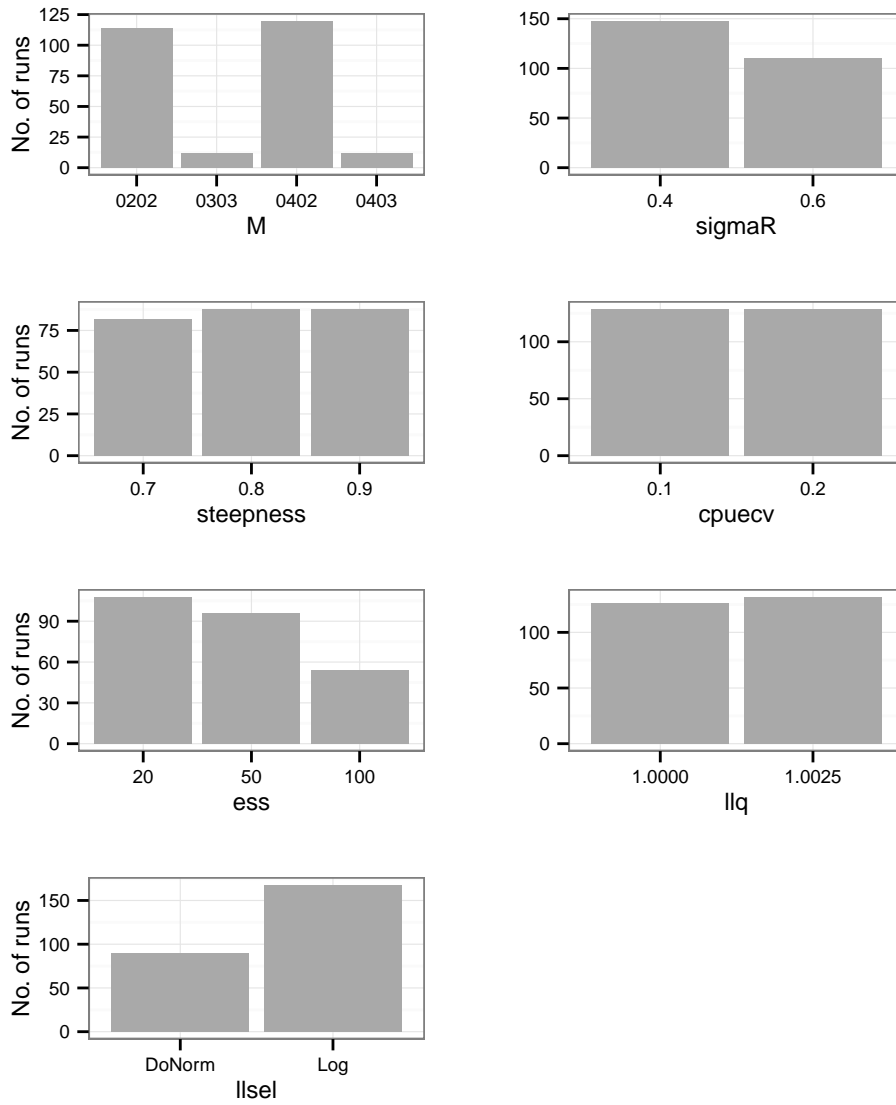 No. of runs
125
100
75
50
25
0
0202 0303 0402 0403
M
150
100
50
0
0.4 0.6
sigmaR
No. of runs
75
50
25
0
0.7 0.8 0.9
steepness
100
50
0
0.1 0.2
cpuecv
No. of runs
90
60
30
0
20 50 100
ess
100
50
0
1.0000 1.0025
llq
No. of runs
150
100
50
0
DoNorm Log
llsel